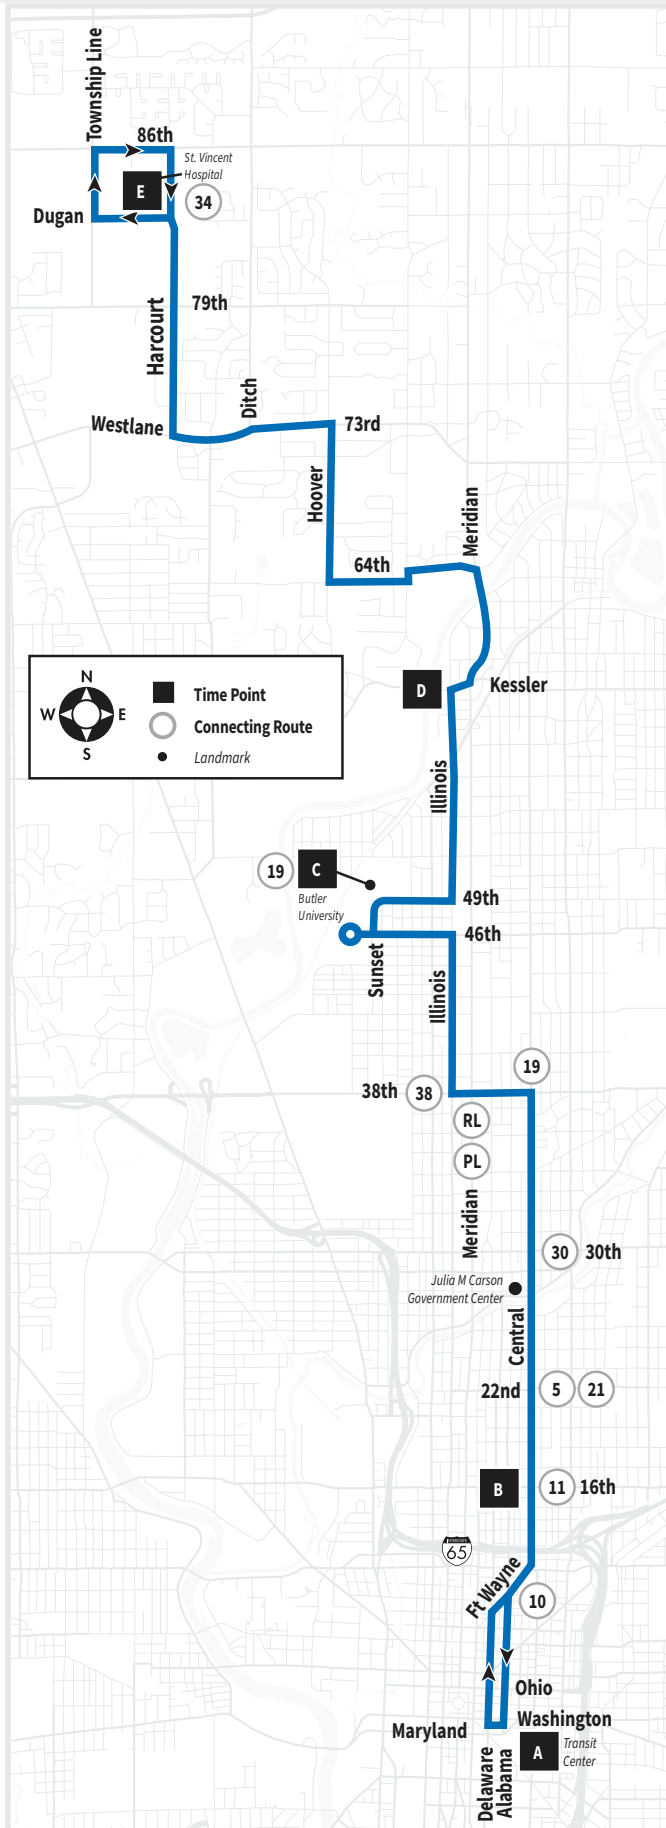 Township Line
86th
St. Vincent
Hospital
E
34
Dugan
Harcourt
79th
Ditch
Westlane
73rd
Hoover
Meridian
64th
N
W
E
S
Time Point
Connecting Route
Landmark
D
Kessler
Illinois
19
C
Butler
University
49th
46th
Sunset
Illinois
19
38th
38
RL
PL
Meridian
30
30th
Julia M Carson
Government Center
Central
22nd
5
21
B
11
16th
65
Ft Wayne
10
Ohio
Washington
Maryland
A
Transit
Center
Delaware
Alabama